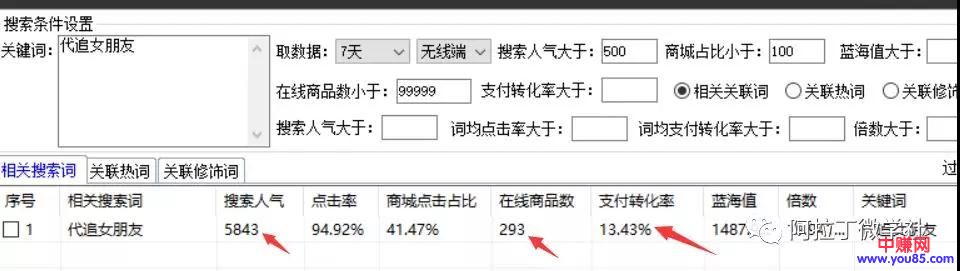 搜索条件设置
关键词： 代追女朋友 取数据： 7天 无线端 搜索人气大于： 500 商城占比小于： 100 蓝海值大于：
在线商品数小于： 99999 支付转化率大于： 相关关联词 关联热词 关联修饰
搜索人气大于： 词均点击率大于： 词均支付转化率大于： 倍数大于：
相关搜索词 关联热词 关联修饰词 过
序号 相关搜索词 搜索人气 点击率 商城点击占比 在线商品数 支付转化率 蓝海值 倍数 关键词
1 代追女朋友 5843 94.92% 41.47% 293 13.43% 1487
阿拉丁微学社
中赚网
www.you85.com